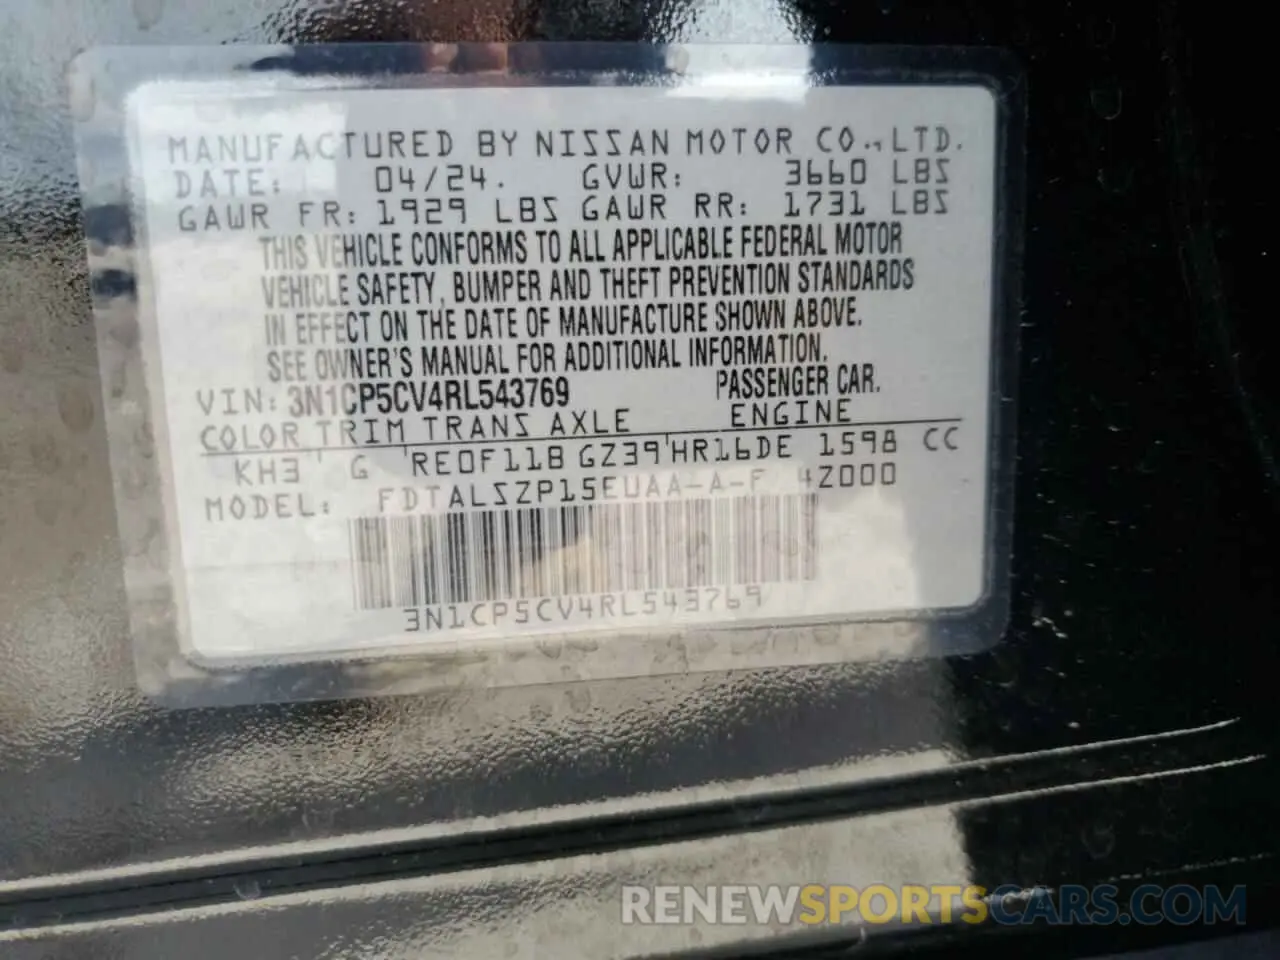 MANUFACTURED BY NISSAN MOTOR CO., LTD.
DATE: 04/24. GVWR: 3660 LBS
GAWR FR: 1929 LBS GAWR RR: 1731 LBS
THIS VEHICLE CONFORMS TO ALL APPLICABLE FEDERAL MOTOR
VEHICLE SAFETY, BUMPER AND THEFT PREVENTION STANDARDS
IN EFFECT ON THE DATE OF MANUFACTURE SHOWN ABOVE.
SEE OWNER'S MANUAL FOR ADDITIONAL INFORMATION.
VIN: 3N1CP5CV4RL543769 PASSENGER CAR.
COLOR TRIM TRANS AXLE ENGINE
KH3 G RE0F11B GZ39 HR16DE 1598 CC
MODEL: FDTALSZP15EUAA-A-F 4Z000
3N1CP5CV4RL543769
RENEWSPORTSCARS.COM